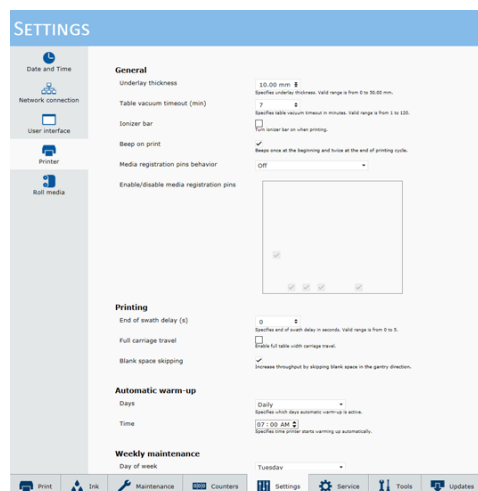 SETTINGS
Date and Time
Network connection
User interface
Printer
Roll media
General
Underlay thickness
10.00 mm
Specifies underlay thickness. Valid range is from 0 to 50.00 mm.
Table vacuum timeout (min)
7
Specifies table vacuum timeout in minutes. Valid range is from 1 to 120.
Ionizer bar
Turn ionizer bar on when printing.
Beep on print
Beeps once at the beginning and twice at the end of printing cycle.
Media registration pins behavior
Off
Enable/disable media registration pins
Printing
End of swath delay (s)
0
Specifies end of swath delay in seconds. Valid range is from 0 to 5.
Full carriage travel
Enable full table width carriage travel.
Blank space skipping
Increase throughput by skipping blank space in the gantry direction.
Automatic warm-up
Days
Daily
Specifies which days automatic warm-up is active.
Time
07:00 AM
Specifies time printer starts warming up automatically.
Weekly maintenance
Day of week
Tuesday
Print Ink Maintenance Counters Settings Service Tools Updates